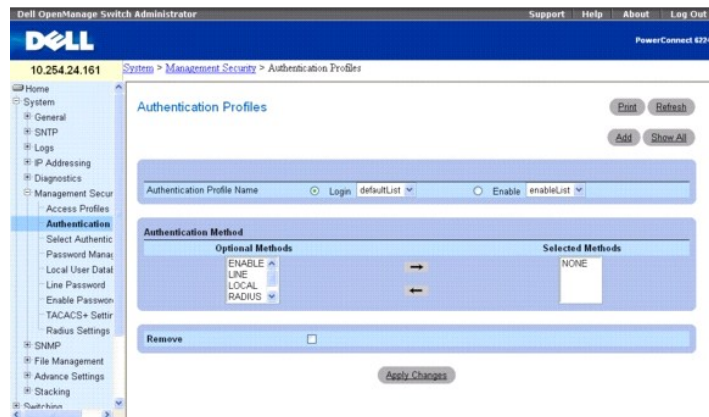 Dell OpenManage Switch Administrator
Support Help About Log Out
DELL
PowerConnect 6224
10.254.24.161
System > Management Security > Authentication Profiles
Home
System
General
SNTP
Logs
IP Addressing
Diagnostics
Management Secur
Access Profiles
Authentication
Select Authentic
Password Manag
Local User Datal
Line Password
Enable Passwor
TACACS+ Settir
Radius Settings
SNMP
File Management
Advance Settings
Stacking
Switching
Authentication Profiles
Print Refresh
Add Show All
Authentication Profile Name Login defaultList Enable enableList
Authentication Method
Optional Methods Selected Methods
ENABLE
LINE
LOCAL
RADIUS
NONE
Remove
Apply Changes